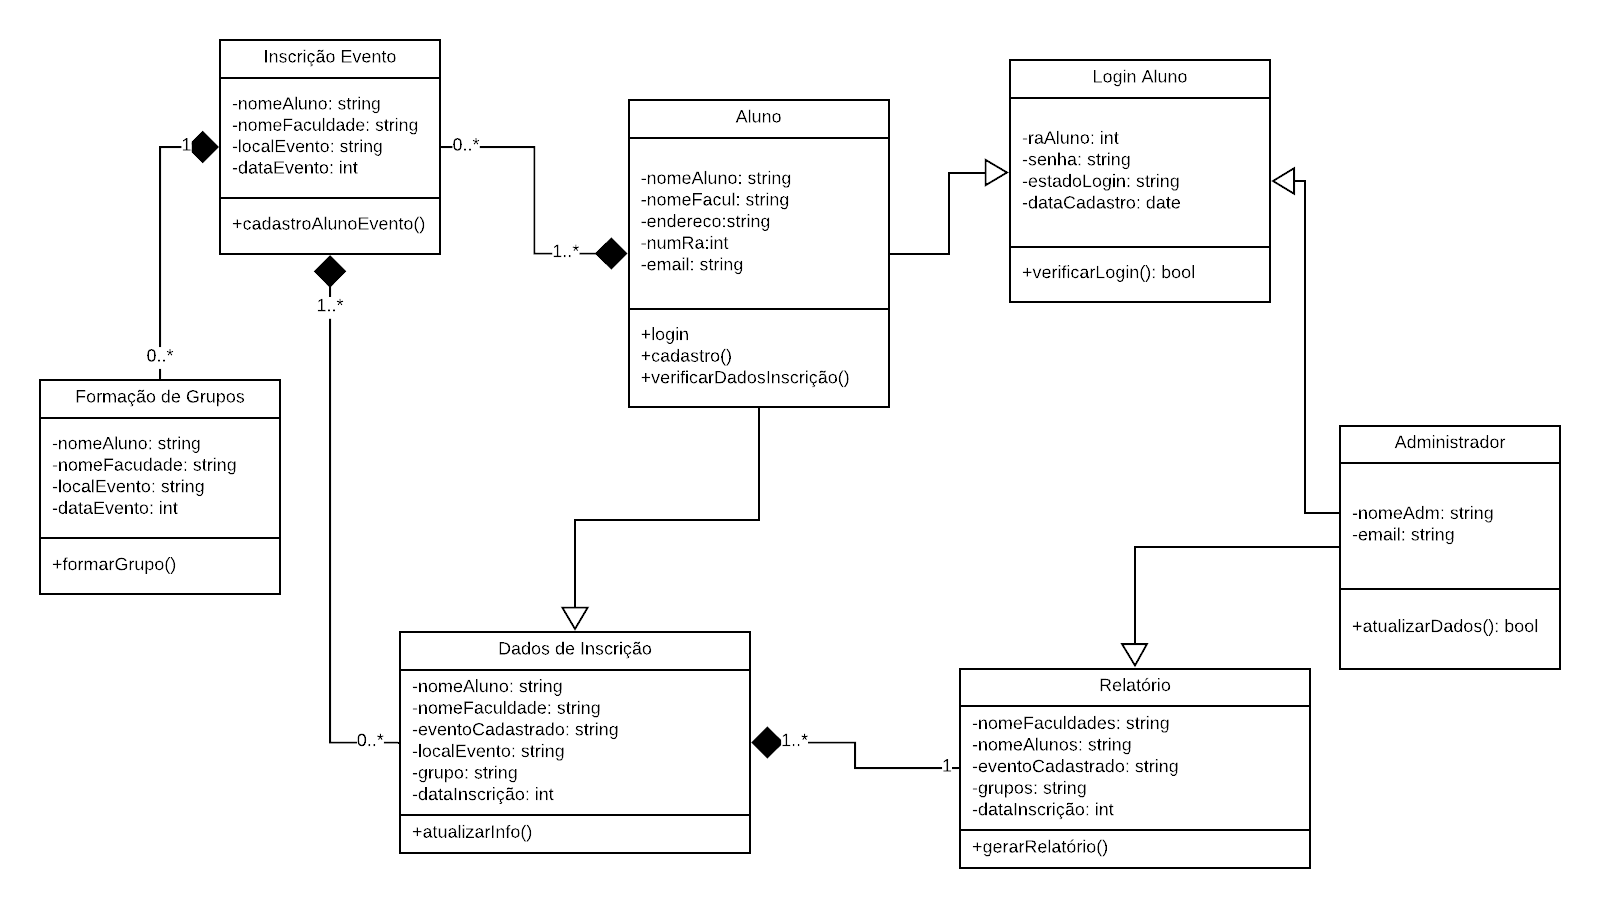 Inscrição Evento
-nomeAluno: string
-nomeFaculdade: string
-localEvento: string
-dataEvento: int
+cadastroAlunoEvento()
1
0..*
1..*
0..*
1..*
Aluno
-nomeAluno: string
-nomeFacul: string
-endereco:string
-numRa:int
-email: string
+login
+cadastro()
+verificarDadosInscrição()
Login Aluno
-raAluno: int
-senha: string
-estadoLogin: string
-dataCadastro: date
+verificarLogin(): bool
Formação de Grupos
-nomeAluno: string
-nomeFacudade: string
-localEvento: string
-dataEvento: int
+formarGrupo()
Administrador
-nomeAdm: string
-email: string
+atualizarDados(): bool
Dados de Inscrição
-nomeAluno: string
-nomeFaculdade: string
-eventoCadastrado: string
-localEvento: string
-grupo: string
-dataInscrição: int
+atualizarInfo()
0..*
1..*
1
Relatório
-nomeFaculdades: string
-nomeAlunos: string
-eventoCadastrado: string
-grupos: string
-dataInscrição: int
+gerarRelatório()